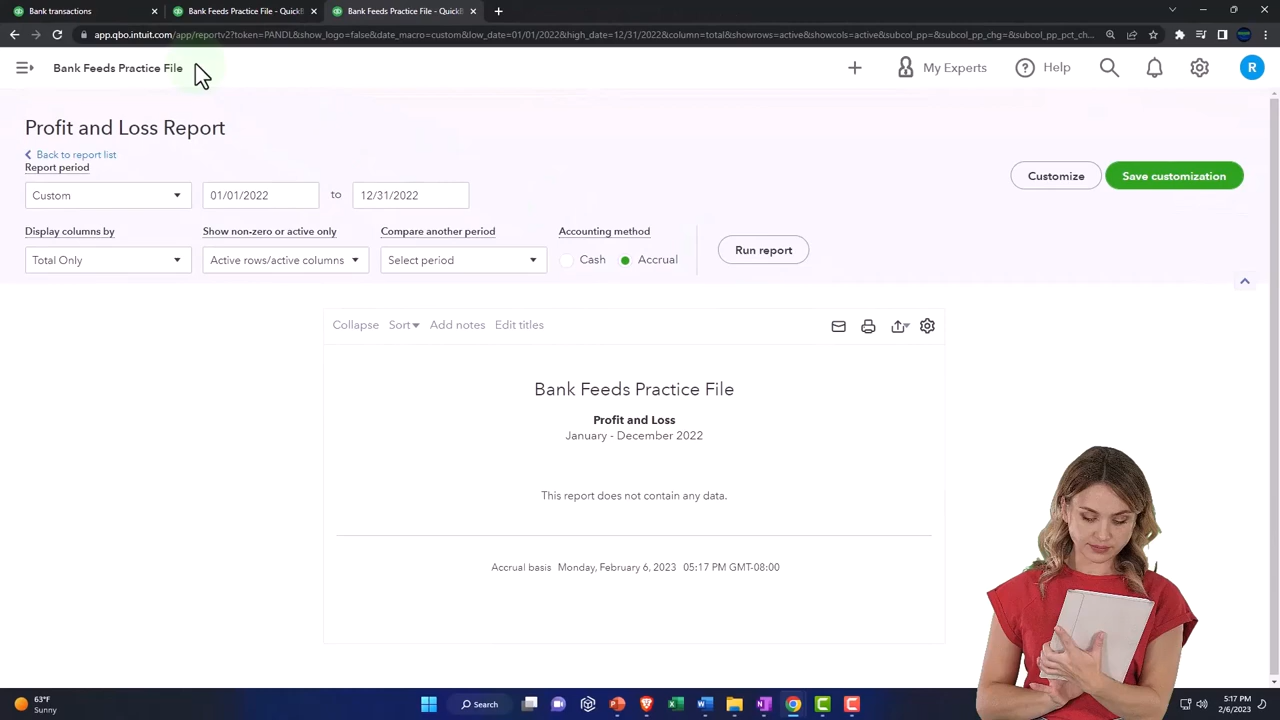 Bank transactions
Bank Feeds Practice File - QuickB
Bank Feeds Practice File - QuickB
app.qbo.intuit.com/app/reportv2?token=PANDL&show_logo=false&date_macro=custom&low_date=01/01/2022&high_date=12/31/2022&column=total&showrows=active&showcols=active&subcol_pp=&subcol_pp_chg=&subcol_pp_pct_chg=...
Bank Feeds Practice File
My Experts
Help
R
Profit and Loss Report
Back to report list
Report period
Custom
01/01/2022
to
12/31/2022
Customize
Save customization
Display columns by
Show non-zero or active only
Compare another period
Accounting method
Total Only
Active rows/active columns
Select period
Cash
Accrual
Run report
Collapse
Sort
Add notes
Edit titles
Bank Feeds Practice File
Profit and Loss
January - December 2022
This report does not contain any data.
Accrual basis Monday, February 6, 2023 05:17 PM GMT-08:00
63°F
Sunny
Search
5:17 PM
2/6/2023